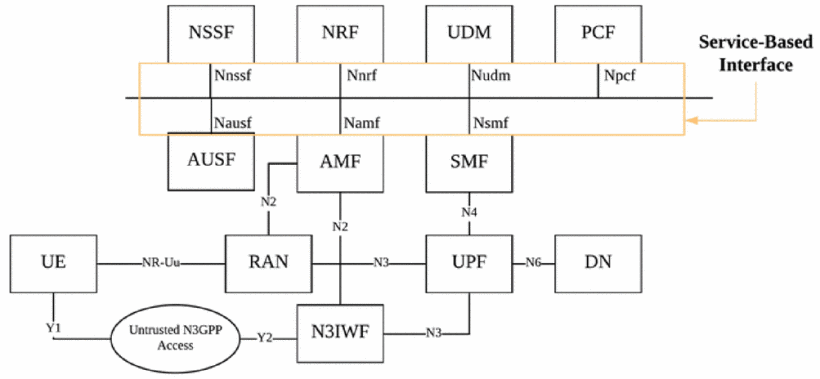 NSSF
NRF
UDM
PCF
Service-Based
Interface
Nnssf
Nnrf
Nudm
Npcf
Nausf
Namf
Nsmf
AUSF
AMF
SMF
N2
N2
N4
UE
NR-Uu
RAN
N3
UPF
N6
DN
Y1
Untrusted N3GPP
Access
Y2
N3IWF
N3